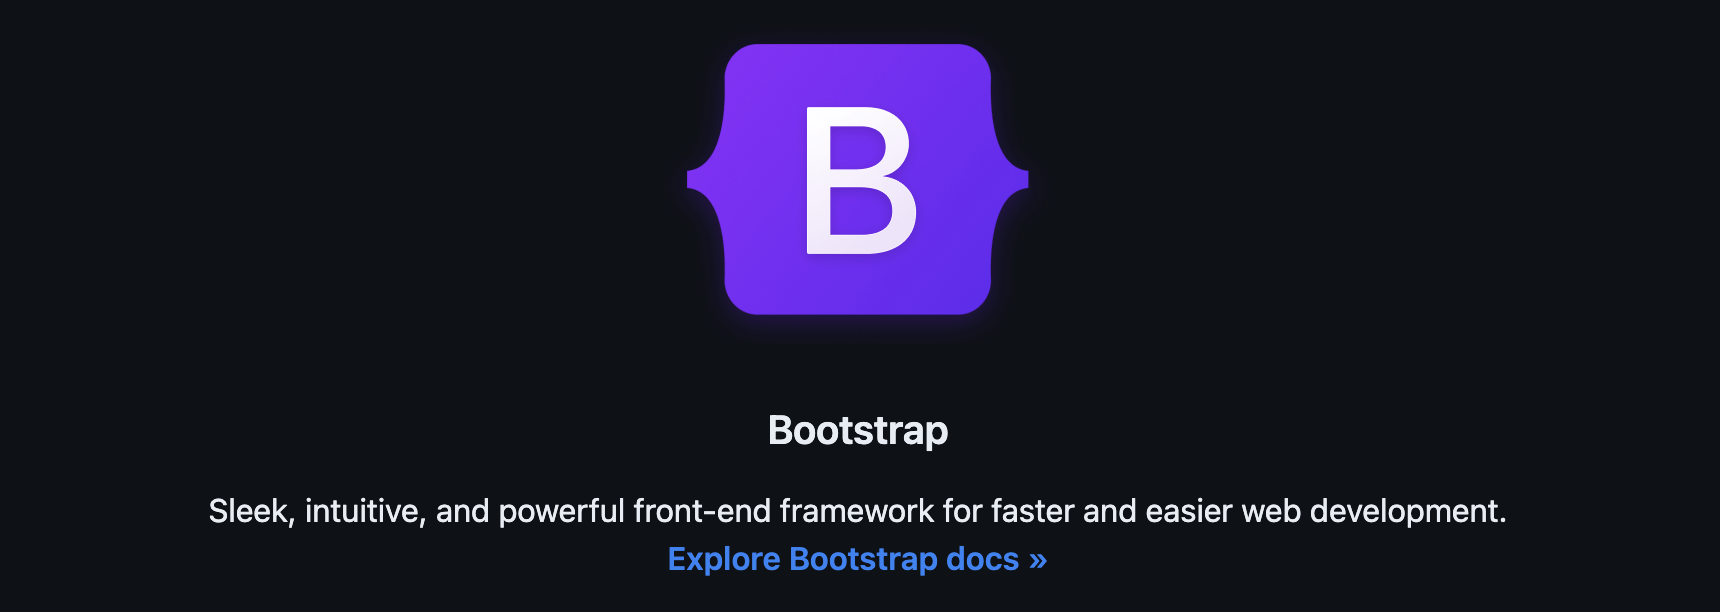 B
Bootstrap
Sleek, intuitive, and powerful front-end framework for faster and easier web development.
Explore Bootstrap docs »